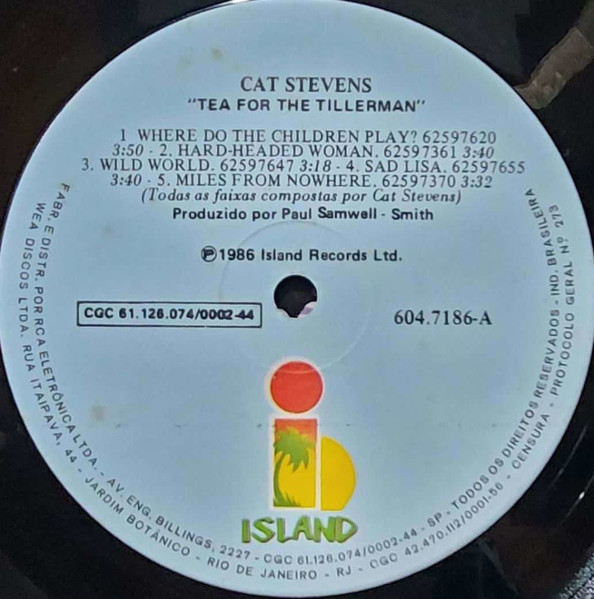 CAT STEVENS
"TEA FOR THE TILLERMAN"
1 WHERE DO THE CHILDREN PLAY? 62597620
3:50 - 2. HARD-HEADED WOMAN. 62597361 3:40
3. WILD WORLD. 62597647 3:18 - 4. SAD LISA. 62597655
3:40 - 5. MILES FROM NOWHERE. 62597370 3:32
(Todas as faixas compostas por Cat Stevens)
Produzido por Paul Samwell - Smith
Ⓟ1986 Island Records Ltd.
CGC 61.126.074/0002-44
604.7186-A
ISLAND
FABR. E DISTR. POR RCA ELETRÔNICA LTDA. - AV. ENG. BILLINGS, 2227 - CGC 61.126.074/0002-44 - SP - TODOS OS DIREITOS RESERVADOS - IND. BRASILEIRA
WEA DISCOS LTDA. RUA ITAIPAVA, 44 - JARDIM BOTÂNICO - RIO DE JANEIRO - RJ - CGC 42.470.112/0001-50 - CENSURA - PROTOCOLO GERAL Nº 273